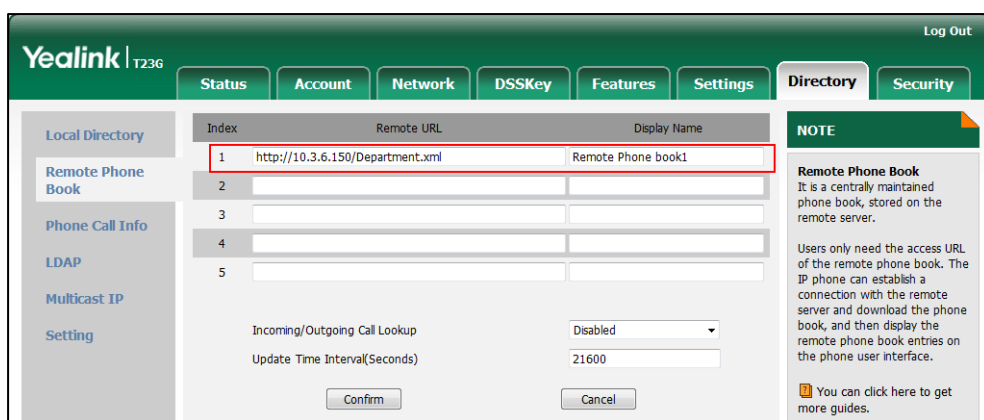 Log Out
Yealink T23G
Status Account Network DSSKey Features Settings Directory Security
Local Directory
Remote Phone
Book
Phone Call Info
LDAP
Multicast IP
Setting
Index Remote URL Display Name
1 http://10.3.6.150/Department.xml Remote Phone book1
2
3
4
5
Incoming/Outgoing Call Lookup Disabled
Update Time Interval(Seconds) 21600
Confirm Cancel
NOTE
Remote Phone Book
It is a centrally maintained
phone book, stored on the
remote server.
Users only need the access URL
of the remote phone book. The
IP phone can establish a
connection with the remote
server and download the phone
book, and then display the
remote phone book entries on
the phone user interface.
You can click here to get
more guides.